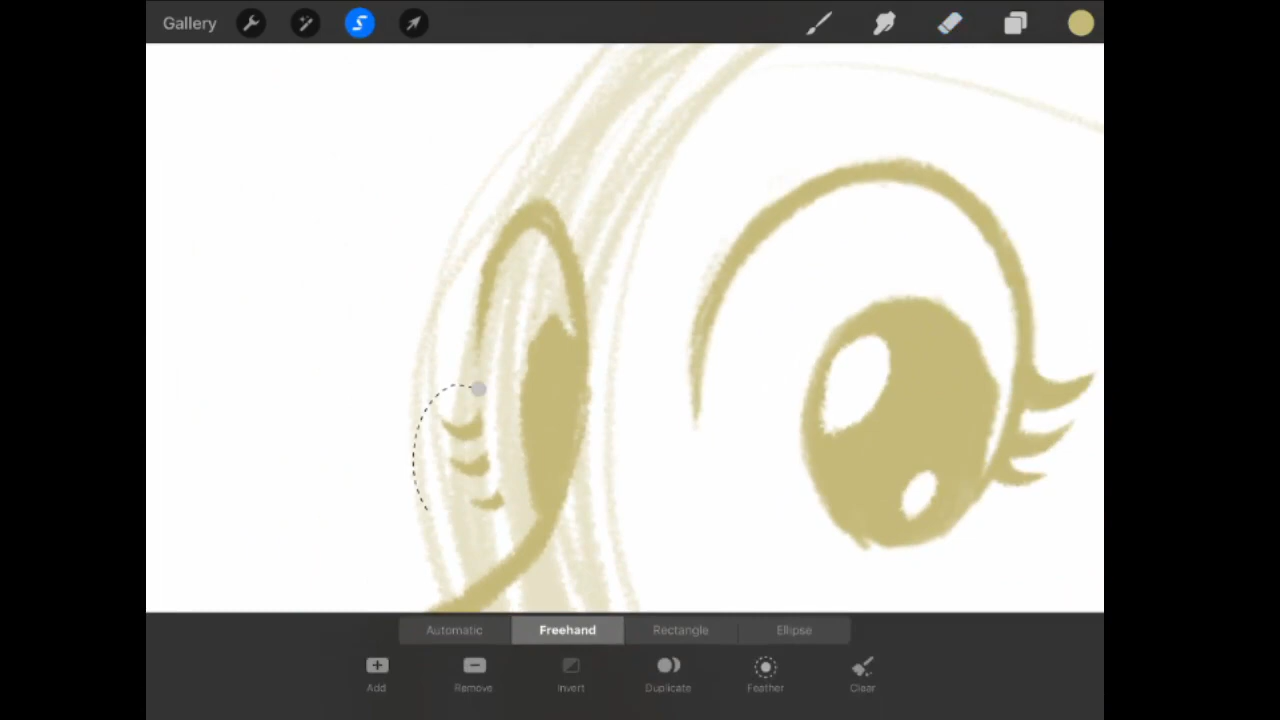 Gallery
Automatic Freehand Rectangle Ellipse
Add Remove Invert Duplicate Feather Clear